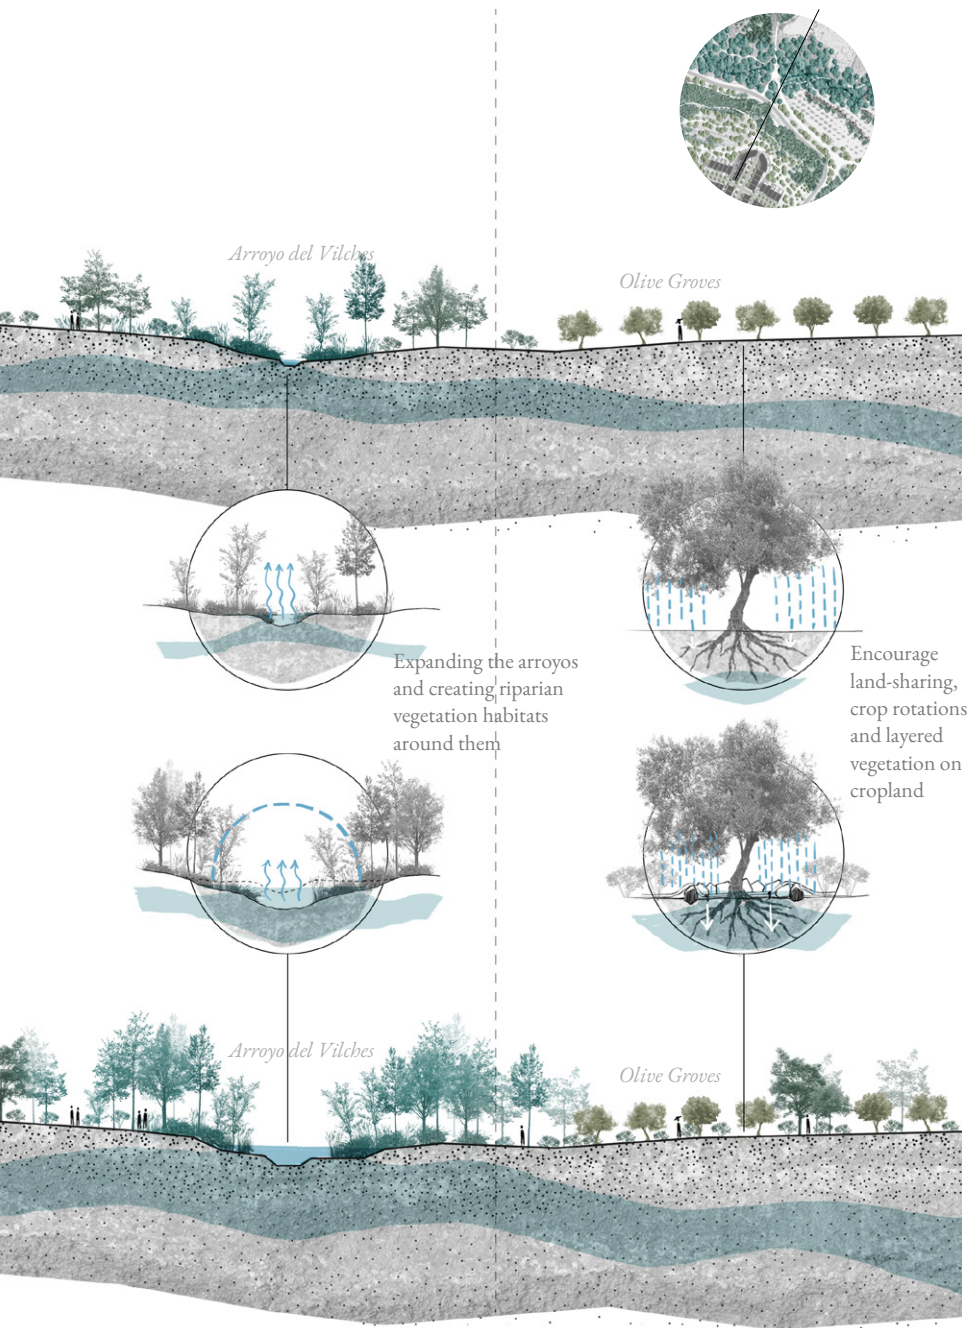 Arroyo del Vilches
Olive Groves
Expanding the arroyos
and creating riparian
vegetation habitats
around them
Encourage
land-sharing,
crop rotations
and layered
vegetation on
cropland
Arroyo del Vilches
Olive Groves